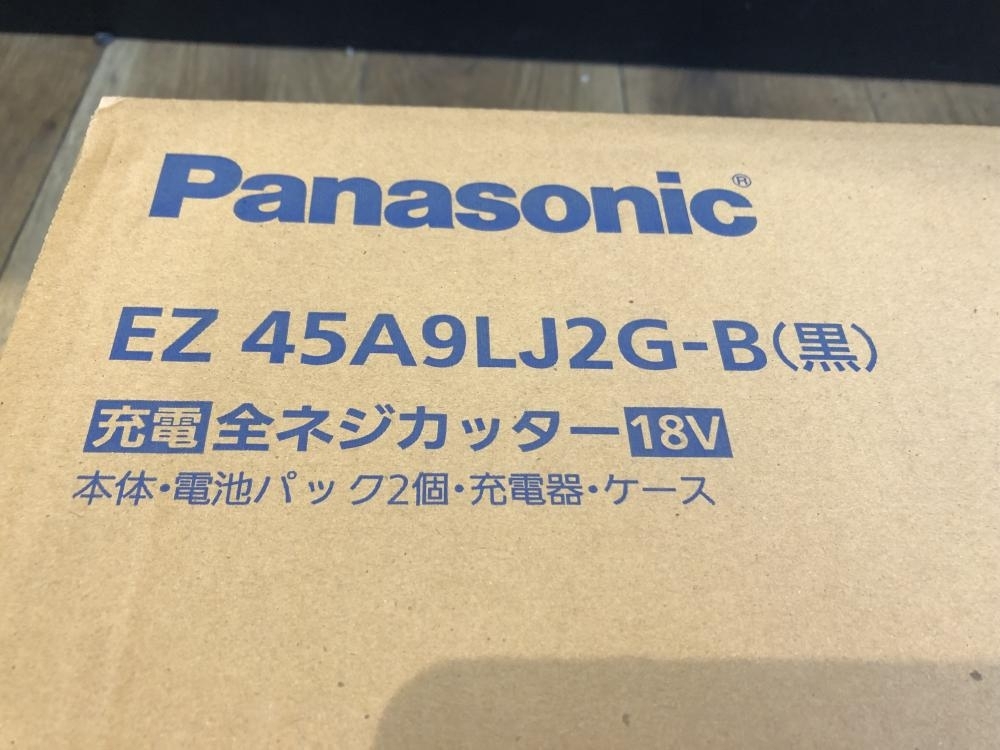 Panasonic®
EZ 45A9LJ2G-B(黒)
充電全ネジカッター18V
本体・電池パック2個・充電器・ケース